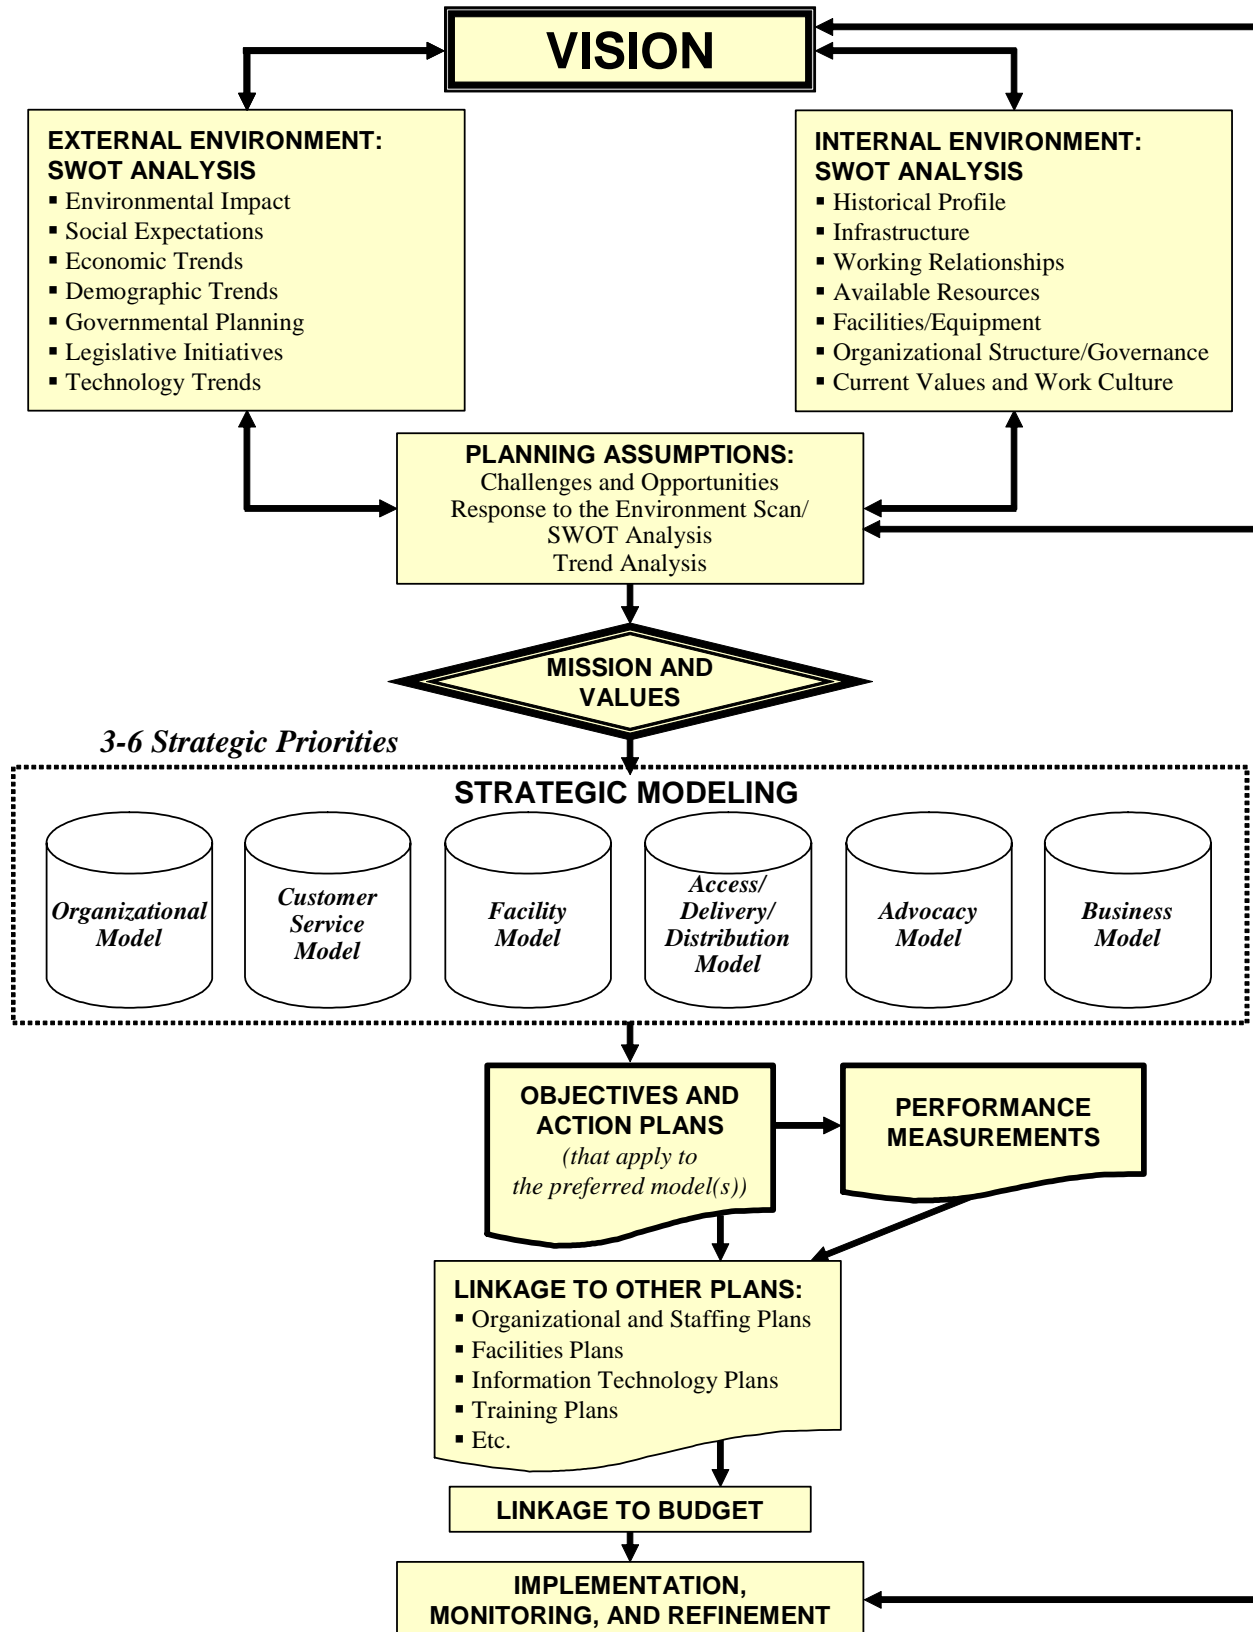 VISION
EXTERNAL ENVIRONMENT:
SWOT ANALYSIS
▪ Environmental Impact
▪ Social Expectations
▪ Economic Trends
▪ Demographic Trends
▪ Governmental Planning
▪ Legislative Initiatives
▪ Technology Trends
INTERNAL ENVIRONMENT:
SWOT ANALYSIS
▪ Historical Profile
▪ Infrastructure
▪ Working Relationships
▪ Available Resources
▪ Facilities/Equipment
▪ Organizational Structure/Governance
▪ Current Values and Work Culture
PLANNING ASSUMPTIONS:
Challenges and Opportunities
Response to the Environment Scan/
SWOT Analysis
Trend Analysis
MISSION AND
VALUES
3-6 Strategic Priorities
STRATEGIC MODELING
Organizational
Model
Customer
Service
Model
Facility
Model
Access/
Delivery/
Distribution
Model
Advocacy
Model
Business
Model
OBJECTIVES AND
ACTION PLANS
(that apply to
the preferred model(s))
PERFORMANCE
MEASUREMENTS
LINKAGE TO OTHER PLANS:
▪ Organizational and Staffing Plans
▪ Facilities Plans
▪ Information Technology Plans
▪ Training Plans
▪ Etc.
LINKAGE TO BUDGET
IMPLEMENTATION,
MONITORING, AND REFINEMENT